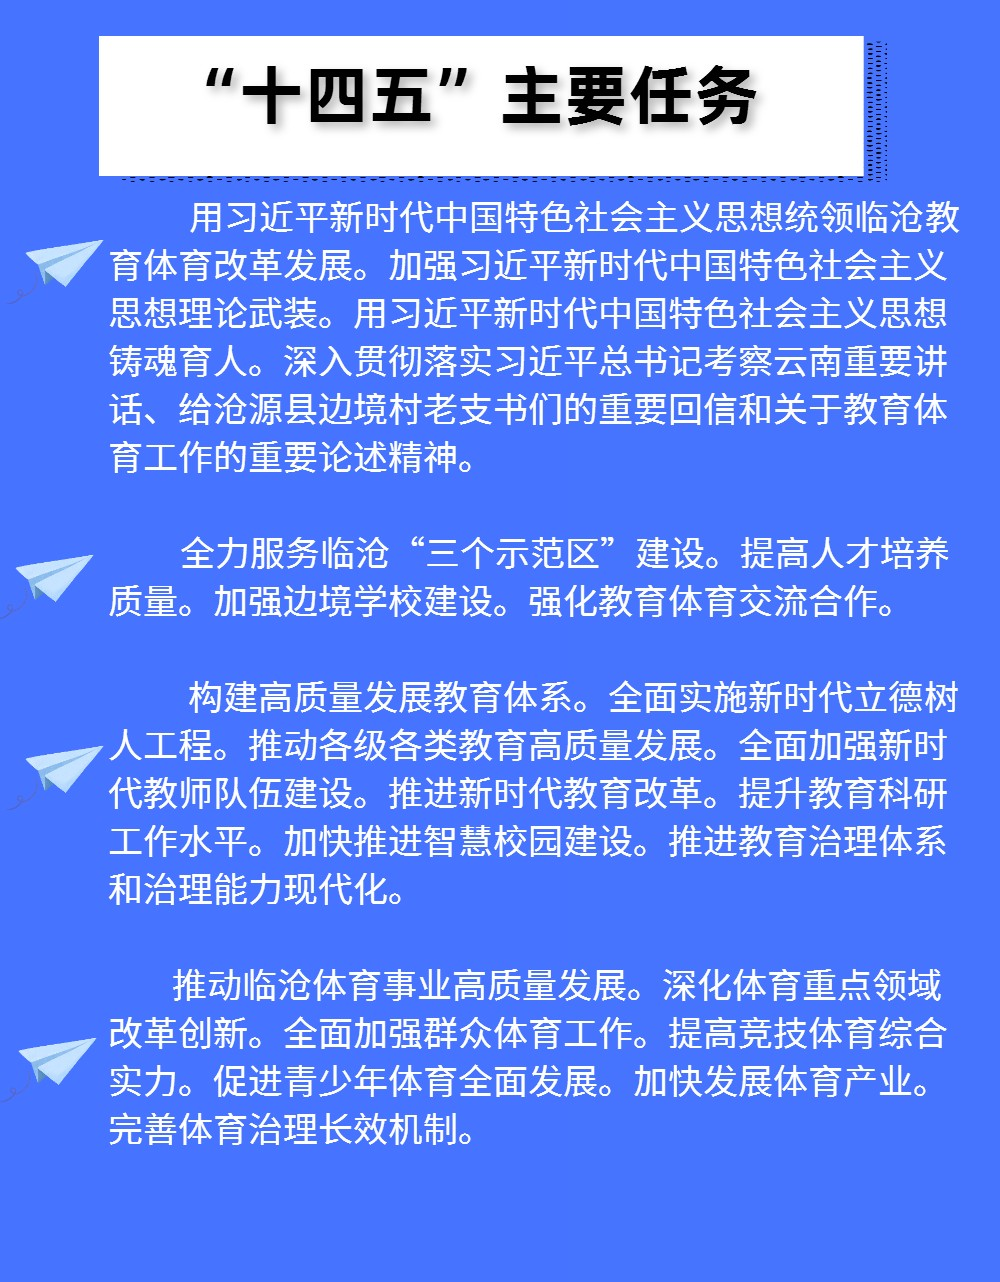 “十四五”主要任务
用习近平新时代中国特色社会主义思想统领临沧教
育体育改革发展。加强习近平新时代中国特色社会主义
思想理论武装。用习近平新时代中国特色社会主义思想
铸魂育人。深入贯彻落实习近平总书记考察云南重要讲
话、给沧源县边境村老支书们的重要回信和关于教育体
育工作的重要论述精神。
全力服务临沧“三个示范区”建设。提高人才培养
质量。加强边境学校建设。强化教育体育交流合作。
构建高质量发展教育体系。全面实施新时代立德树
人工程。推动各级各类教育高质量发展。全面加强新时
代教师队伍建设。推进新时代教育改革。提升教育科研
工作水平。加快推进智慧校园建设。推进教育治理体系
和治理能力现代化。
推动临沧体育事业高质量发展。深化体育重点领域
改革创新。全面加强群众体育工作。提高竞技体育综合
实力。促进青少年体育全面发展。加快发展体育产业。
完善体育治理长效机制。